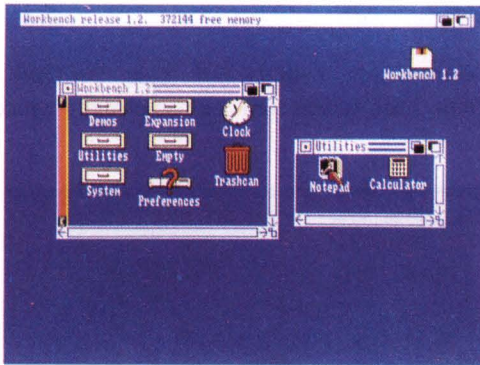 Workbench release 1.2. 372144 free memory
Workbench 1.2
Workbench 1.2
Demos Expansion Clock
Utilities Empty Trashcan
System Preferences
Utilities
Notepad Calculator